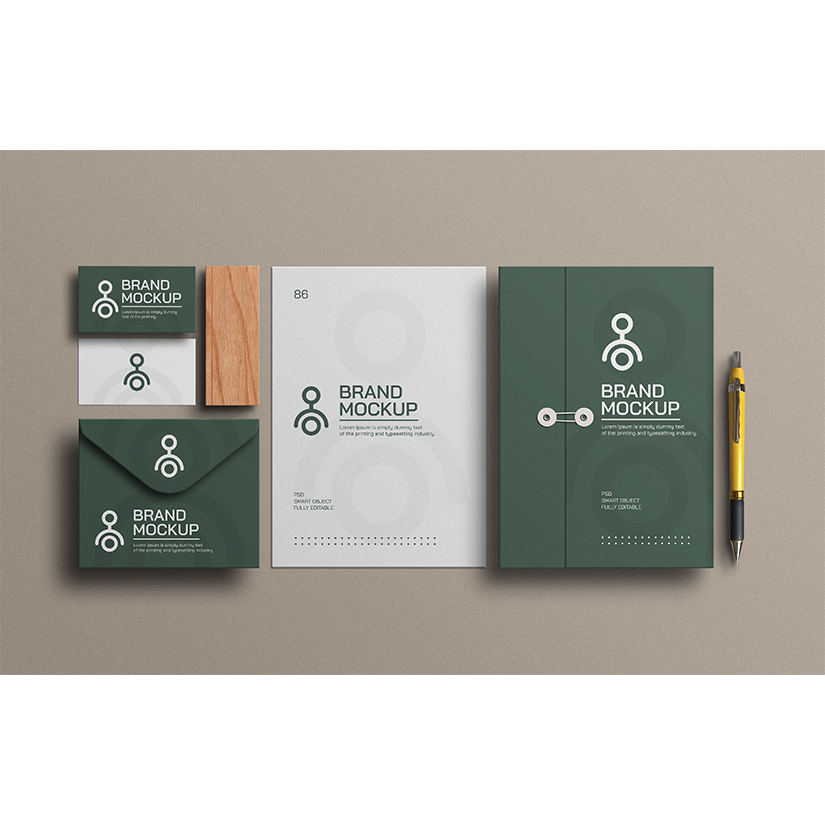 BRAND
MOCKUP
Lorem Ipsum is simply dummy
text of the printing.
BRAND
MOCKUP
Lorem Ipsum is simply dummy text
of the printing and typesetting industry
86
BRAND
MOCKUP
Lorem Ipsum is simply dummy text
of the printing and typesetting industry.
PSD
SMART OBJECT
FULLY EDITABLE
BRAND
MOCKUP
Lorem Ipsum is simply dummy text
of the printing and typesetting industry.
PSD
SMART OBJECT
FULLY EDITABLE